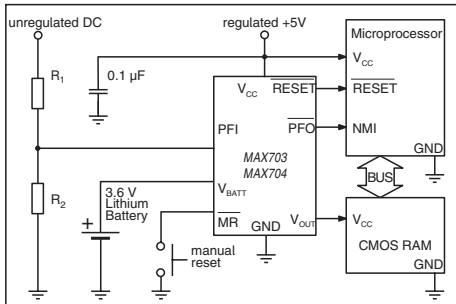 unregulated DC
regulated +5V
Microprocessor
R1
0.1 µF
VCC
VCC
RESET
RESET
PFI
PFO
NMI
MAX703
MAX704
GND
R2
3.6 V
Lithium
Battery
VBATT
BUS
MR
GND
VOUT
VCC
manual
reset
CMOS RAM
GND